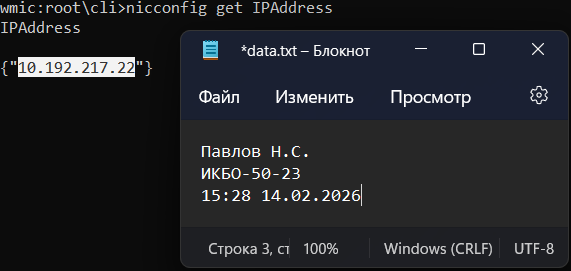 wmic:root\cli>nicconfig get IPAddress
IPAddress
{"10.192.217.22"}
*data.txt – Блокнот
Файл Изменить Просмотр
Павлов Н.С.
ИКБО-50-23
15:28 14.02.2026
Строка 3, ст 100% Windows (CRLF) UTF-8